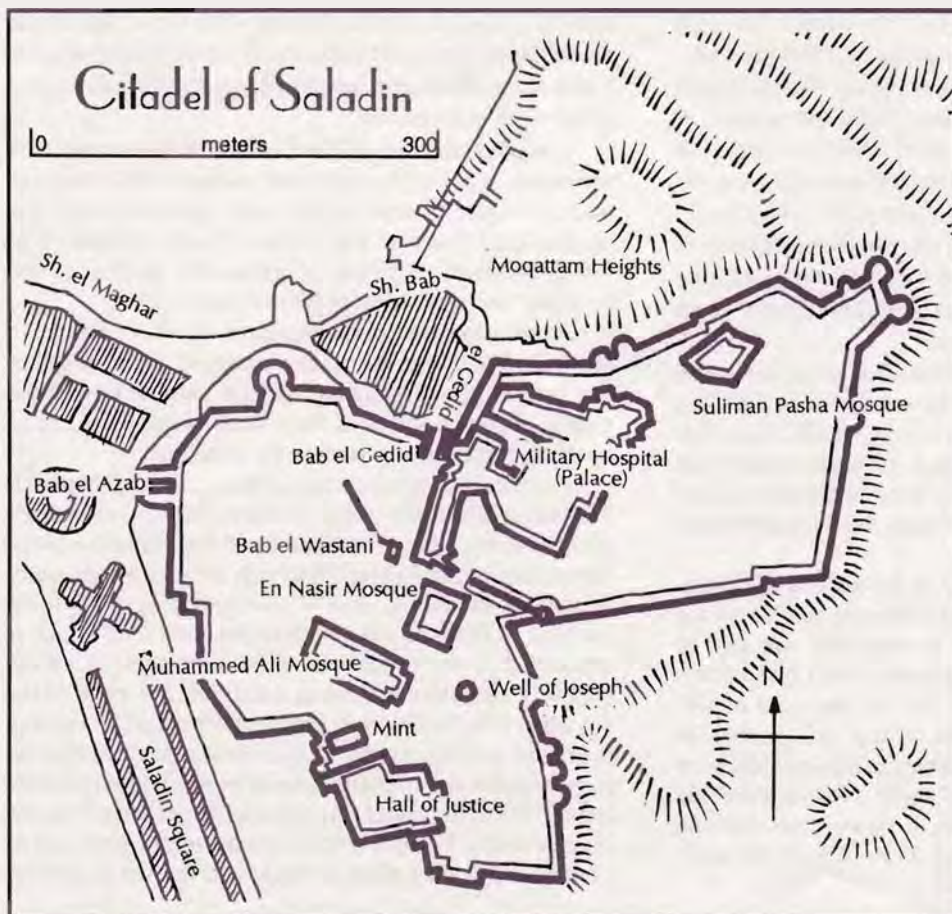 Citadel of Saladin
0 meters 300
Moqattam Heights
Sh. el Maghar
Sh. Bab
el Gedid
Suliman Pasha Mosque
Bab el Gedid
Military Hospital
(Palace)
Bab el Azab
Bab el Wastani
En Nasir Mosque
Muhammed Ali Mosque
Well of Joseph
N
Mint
Saladin Square
Hall of Justice